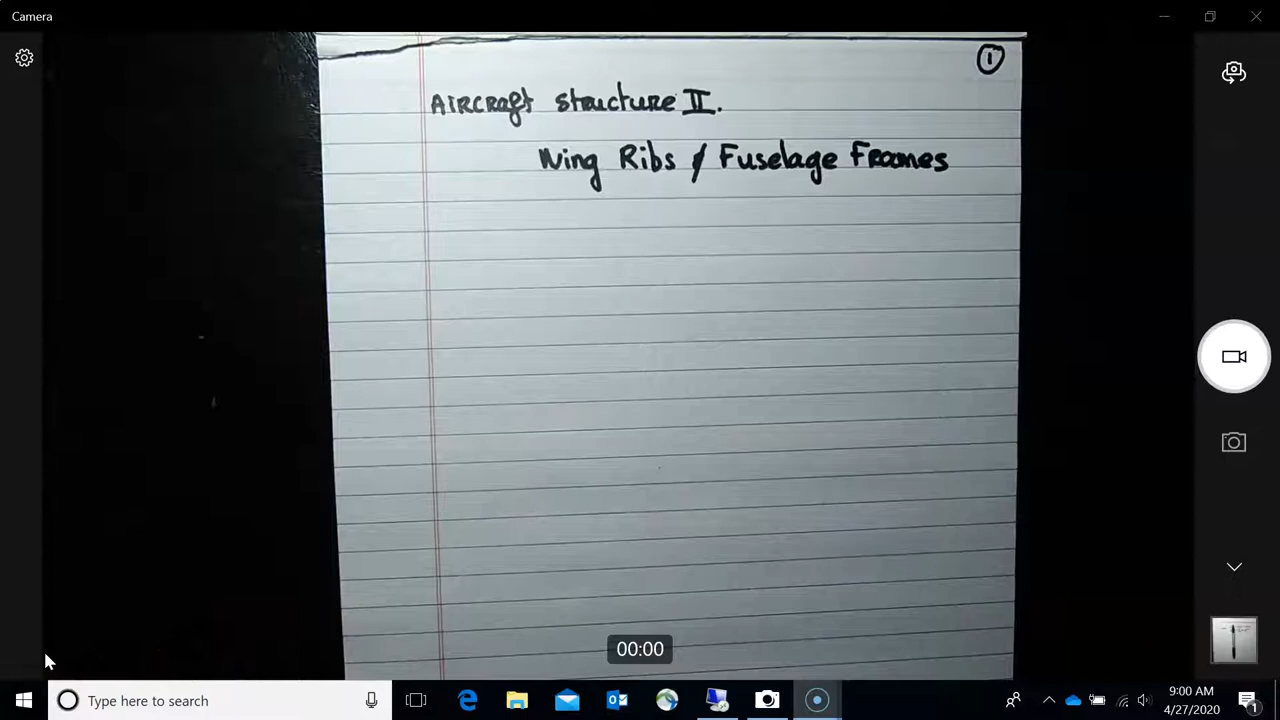 Camera
1
Aircraft structure II.
Wing Ribs & Fuselage Frames
00:00
Type here to search
9:00 AM
4/27/2020
1